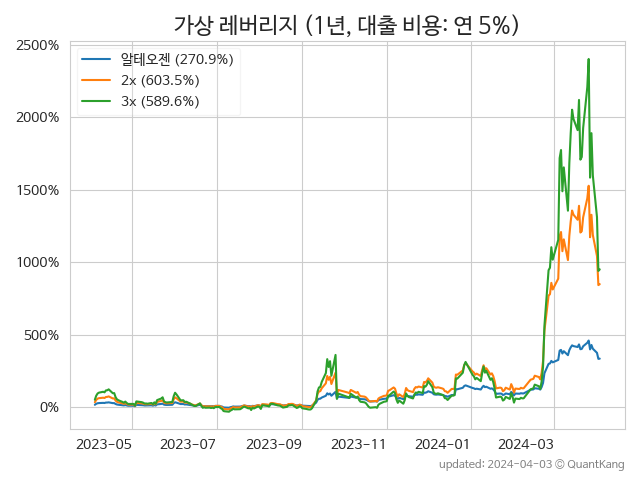 가상 레버리지 (1년, 대출 비용: 연 5%)
2500%
2000%
1500%
1000%
500%
0%
알테오젠 (270.9%)
2x (603.5%)
3x (589.6%)
2023-05 2023-07 2023-09 2023-11 2024-01 2024-03
updated: 2024-04-03 © QuantKang